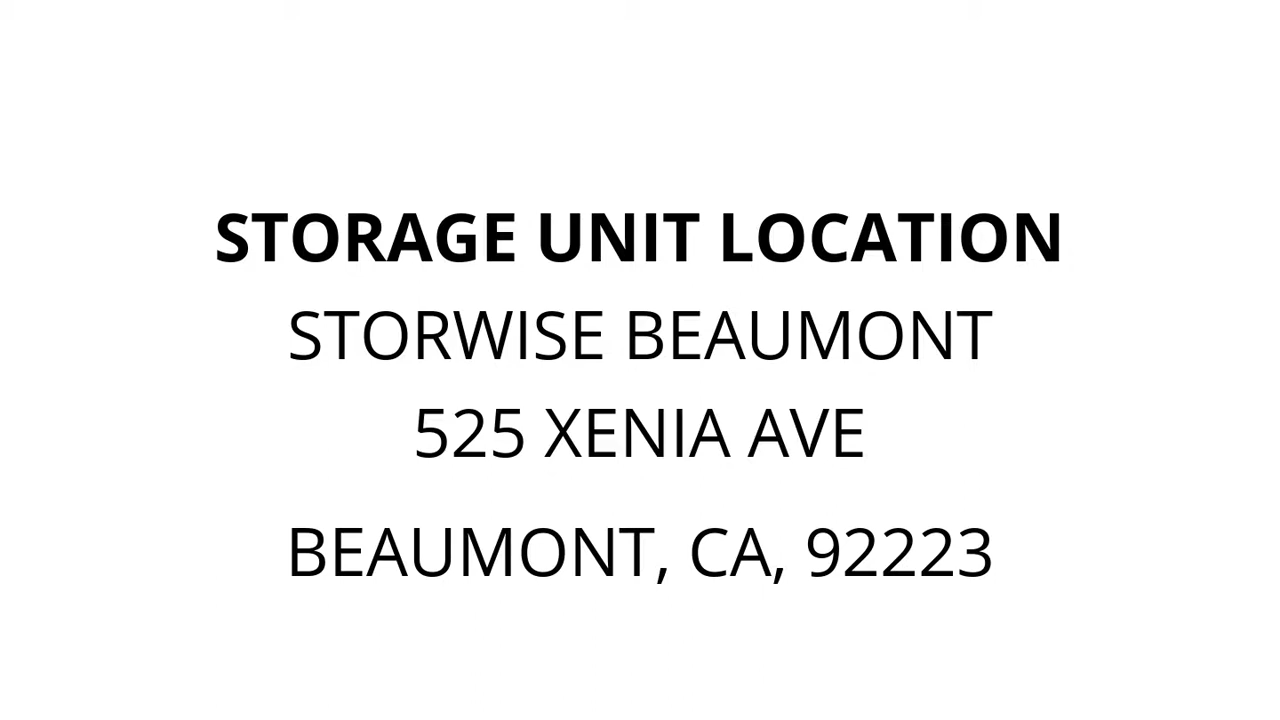 STORAGE UNIT LOCATION
STORWISE BEAUMONT
525 XENIA AVE
BEAUMONT, CA, 92223